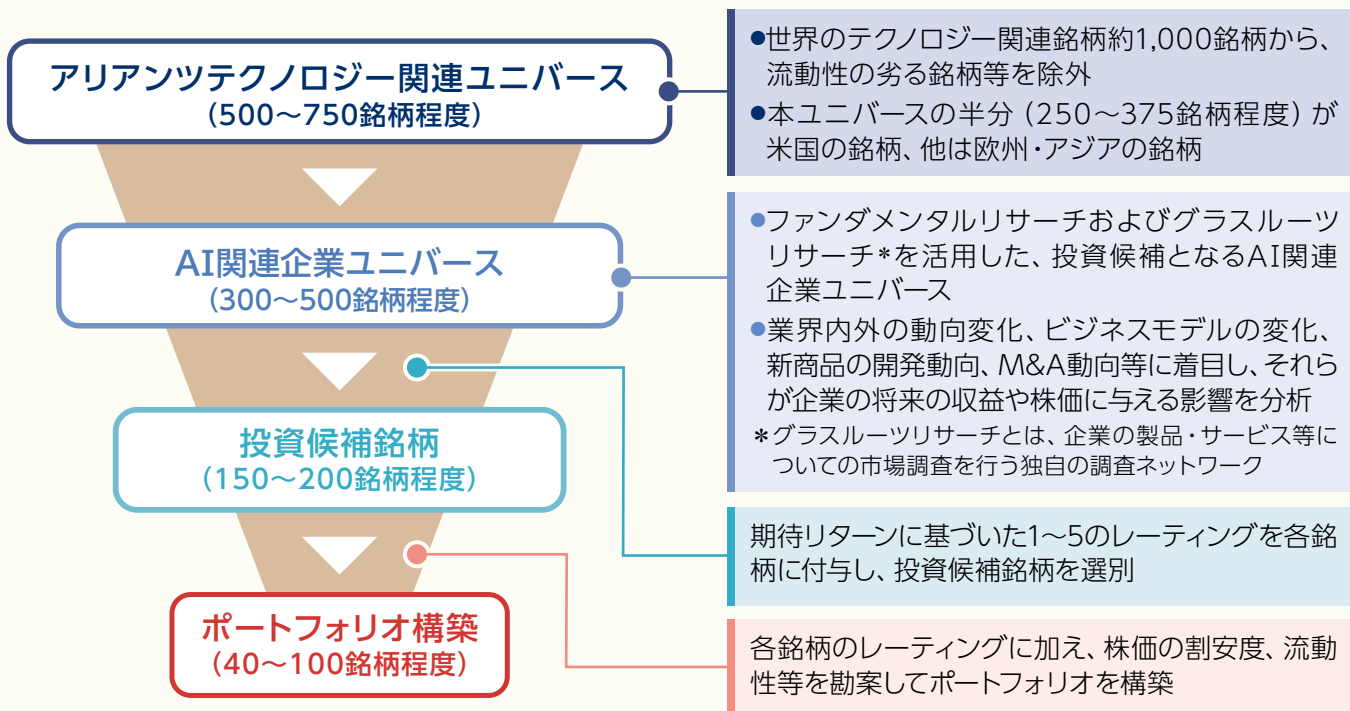 アリアンツテクノロジー関連ユニバース
(500～750銘柄程度)
●世界のテクノロジー関連銘柄約1,000銘柄から、
流動性の劣る銘柄等を除外
●本ユニバースの半分（250～375銘柄程度）が
米国の銘柄、他は欧州・アジアの銘柄
AI関連企業ユニバース
(300～500銘柄程度)
●ファンダメンタルリサーチおよびグラスルーツ
リサーチ*を活用した、投資候補となるAI関連
企業ユニバース
●業界内外の動向変化、ビジネスモデルの変化、
新商品の開発動向、M&A動向等に着目し、それら
が企業の将来の収益や株価に与える影響を分析
*グラスルーツリサーチとは、企業の製品・サービス等に
ついての市場調査を行う独自の調査ネットワーク
投資候補銘柄
(150～200銘柄程度)
期待リターンに基づいた1～5のレーティングを各銘
柄に付与し、投資候補銘柄を選別
ポートフォリオ構築
(40～100銘柄程度)
各銘柄のレーティングに加え、株価の割安度、流動
性等を勘案してポートフォリオを構築